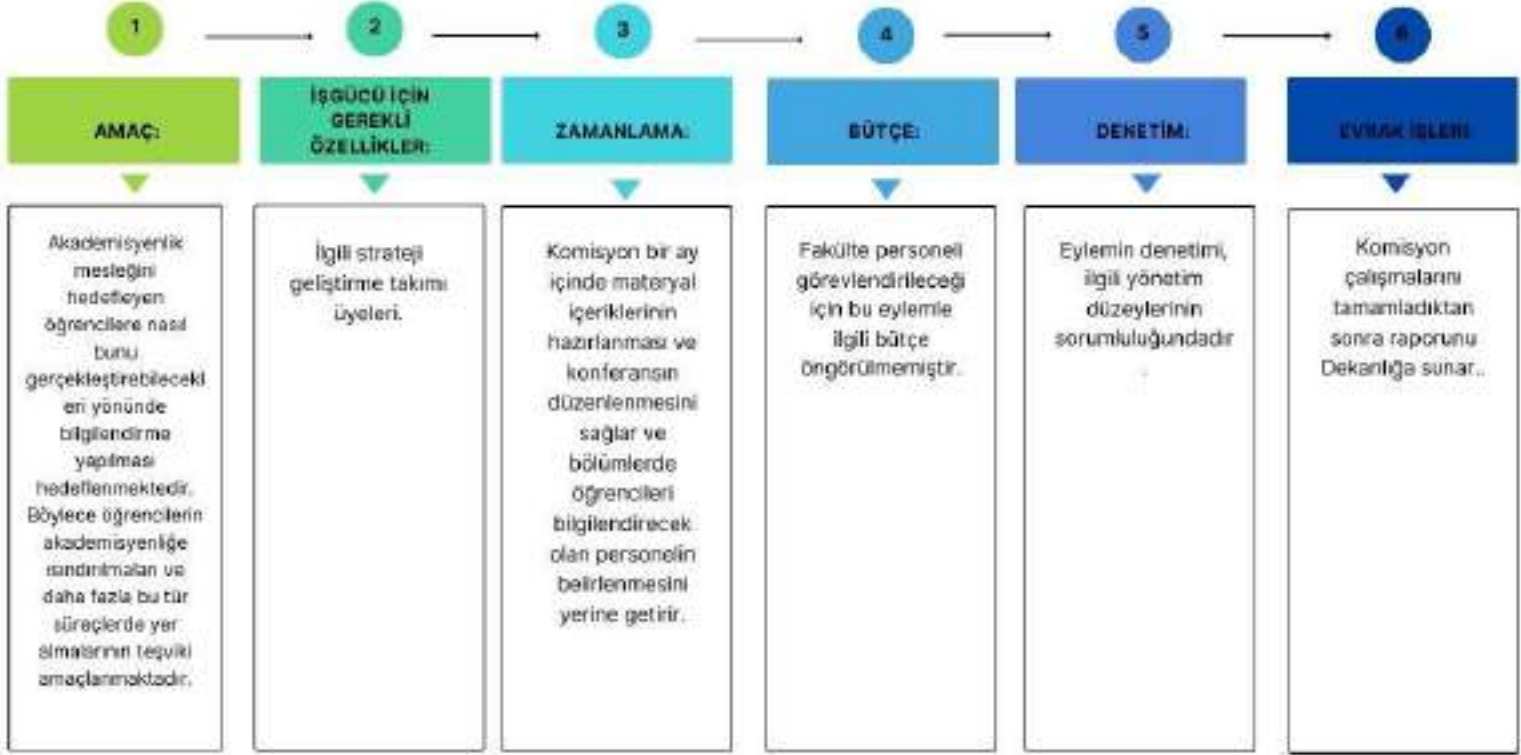 1
2
3
4
5
6
AMAÇ:
İŞGÜCÜ İÇİN
GEREKLİ
ÖZELLİKLER:
ZAMANLAMA:
BÜTÇE:
DENETİM:
EVRAK İŞLERİ:
Akademisyenlik
mesleğini
hedefleyen
öğrencilere nasıl
bunu
gerçekleştirebilecekl
eri yönünde
bilgilendirme
yapılması
hedeflenmektedir.
Böylece öğrencilerin
akademisyenliğe
ısındırılmaları ve
daha fazla bu tür
süreçlerde yer
almalarının teşviki
amaçlanmaktadır.
İlgili strateji
geliştirme takımı
üyeleri.
Komisyon bir ay
içinde materyal
içeriklerinin
hazırlanması ve
konferansın
düzenlenmesini
sağlar ve
bölümlerde
öğrencileri
bilgilendirecek
olan personelin
belirlenmesini
yerine getirir.
Fakülte personeli
görevlendirileceği
için bu eylemle
ilgili bütçe
öngörülmemiştir.
Eylemin denetimi,
ilgili yönetim
düzeylerinin
sorumluluğundadır
.
Komisyon
çalışmalarını
tamamladıktan
sonra raporunu
Dekanlığa sunar..